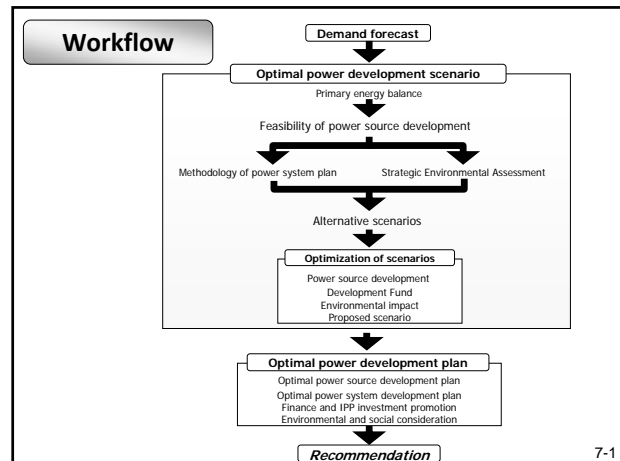 Workflow
Demand forecast
Optimal power development scenario
Primary energy balance
Feasibility of power source development
Methodology of power system plan
Strategic Environmental Assessment
Alternative scenarios
Optimization of scenarios
Power source development
Development Fund
Environmental impact
Proposed scenario
Optimal power development plan
Optimal power source development plan
Optimal power system development plan
Finance and IPP investment promotion
Environmental and social consideration
Recommendation
7-1